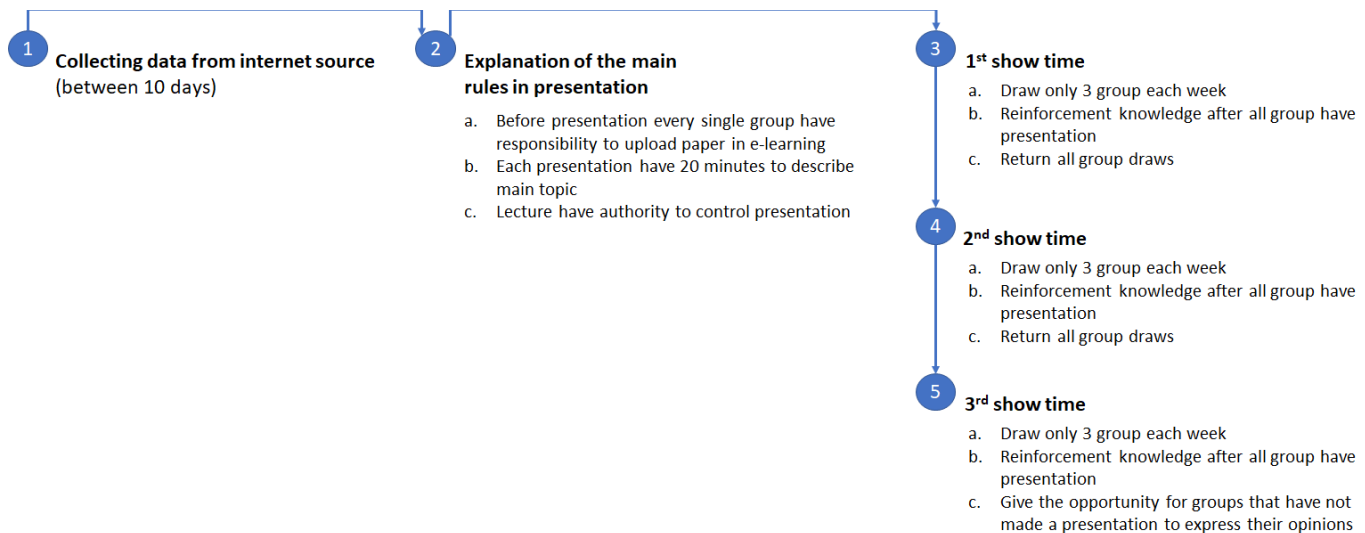 1
Collecting data from internet source
(between 10 days)
2
Explanation of the main
rules in presentation
a. Before presentation every single group have
responsibility to upload paper in e-learning
b. Each presentation have 20 minutes to describe
main topic
c. Lecture have authority to control presentation
3
1st show time
a. Draw only 3 group each week
b. Reinforcement knowledge after all group have
presentation
c. Return all group draws
4
2nd show time
a. Draw only 3 group each week
b. Reinforcement knowledge after all group have
presentation
c. Return all group draws
5
3rd show time
a. Draw only 3 group each week
b. Reinforcement knowledge after all group have
presentation
c. Give the opportunity for groups that have not
made a presentation to express their opinions